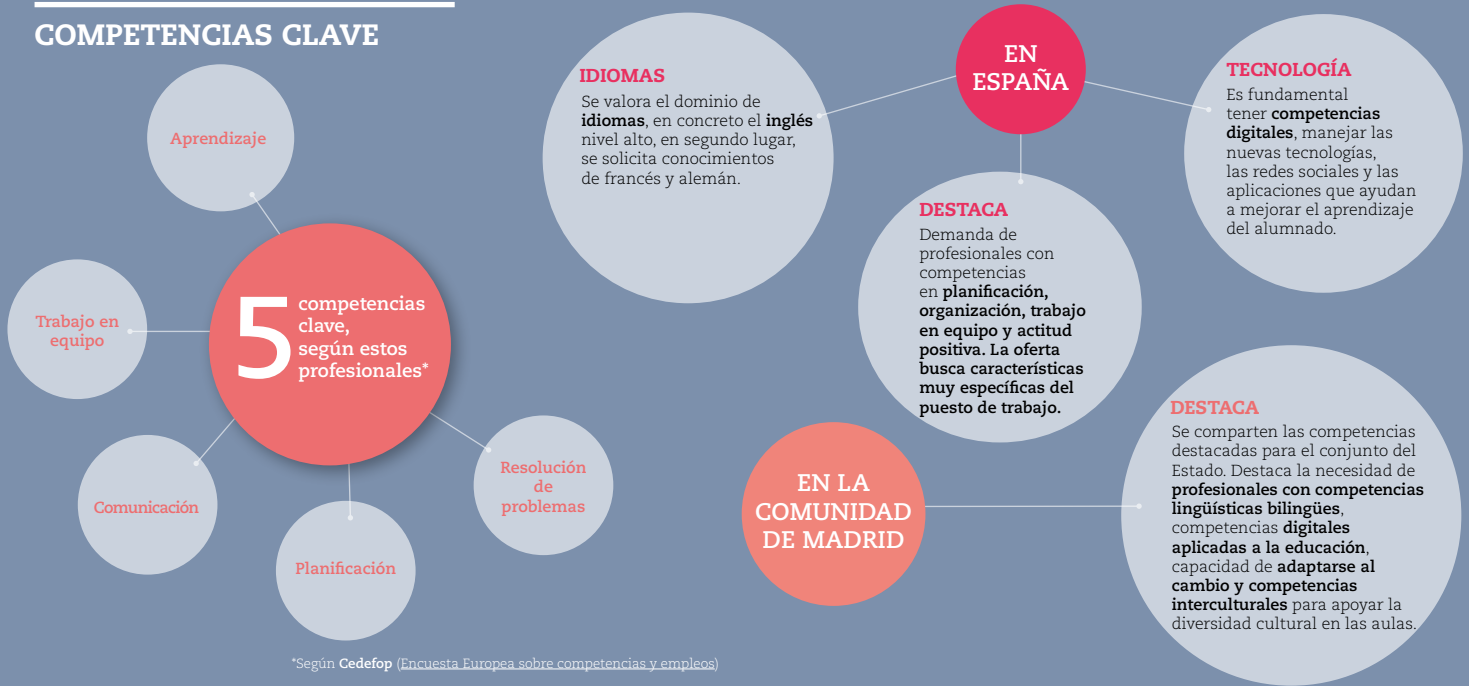 COMPETENCIAS CLAVE
Aprendizaje
Trabajo en
equipo
5 competencias
clave,
según estos
profesionales*
Comunicación
Planificación
Resolución
de
problemas
*Según Cedefop (Encuesta Europea sobre competencias y empleos)
EN
ESPAÑA
IDIOMAS
Se valora el dominio de
idiomas, en concreto el inglés
nivel alto, en segundo lugar,
se solicita conocimientos
de francés y alemán.
DESTACA
Demanda de
profesionales con
competencias
en planificación,
organización, trabajo
en equipo y actitud
positiva. La oferta
busca características
muy específicas del
puesto de trabajo.
TECNOLOGÍA
Es fundamental
tener competencias
digitales, manejar las
nuevas tecnologías,
las redes sociales y las
aplicaciones que ayudan
a mejorar el aprendizaje
del alumnado.
EN LA
COMUNIDAD
DE MADRID
DESTACA
Se comparten las competencias
destacadas para el conjunto del
Estado. Destaca la necesidad de
profesionales con competencias
lingüísticas bilingües,
competencias digitales
aplicadas a la educación,
capacidad de adaptarse al
cambio y competencias
interculturales para apoyar la
diversidad cultural en las aulas.